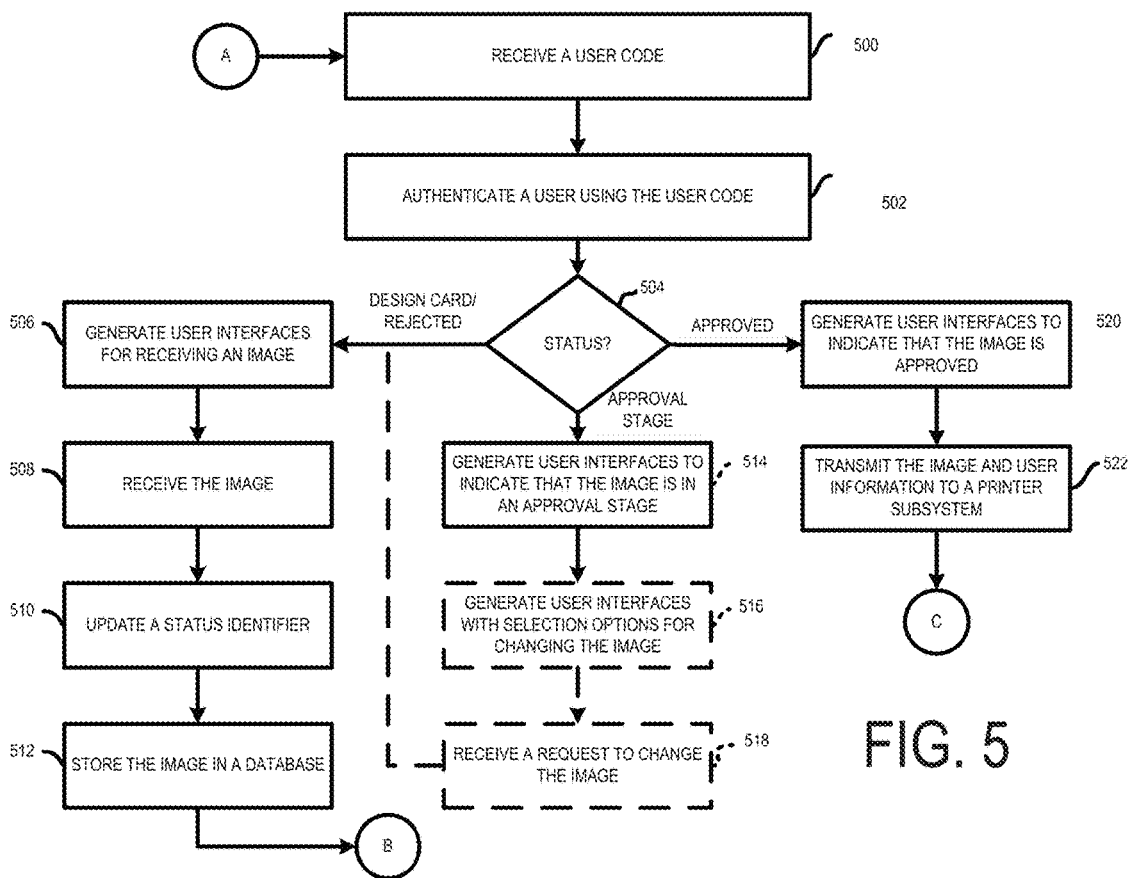 A
RECEIVE A USER CODE
500
AUTHENTICATE A USER USING THE USER CODE
502
504
STATUS?
DESIGN CARD/
REJECTED
APPROVED
APPROVAL
STAGE
506
GENERATE USER INTERFACES
FOR RECEIVING AN IMAGE
508
RECEIVE THE IMAGE
510
UPDATE A STATUS IDENTIFIER
512
STORE THE IMAGE IN A DATABASE
B
GENERATE USER INTERFACES TO
INDICATE THAT THE IMAGE IS IN
AN APPROVAL STAGE
514
GENERATE USER INTERFACES
WITH SELECTION OPTIONS FOR
CHANGING THE IMAGE
516
RECEIVE A REQUEST TO CHANGE
THE IMAGE
518
GENERATE USER INTERFACES TO
INDICATE THAT THE IMAGE IS
APPROVED
520
TRANSMIT THE IMAGE AND USER
INFORMATION TO A PRINTER
SUBSYSTEM
522
C
FIG. 5